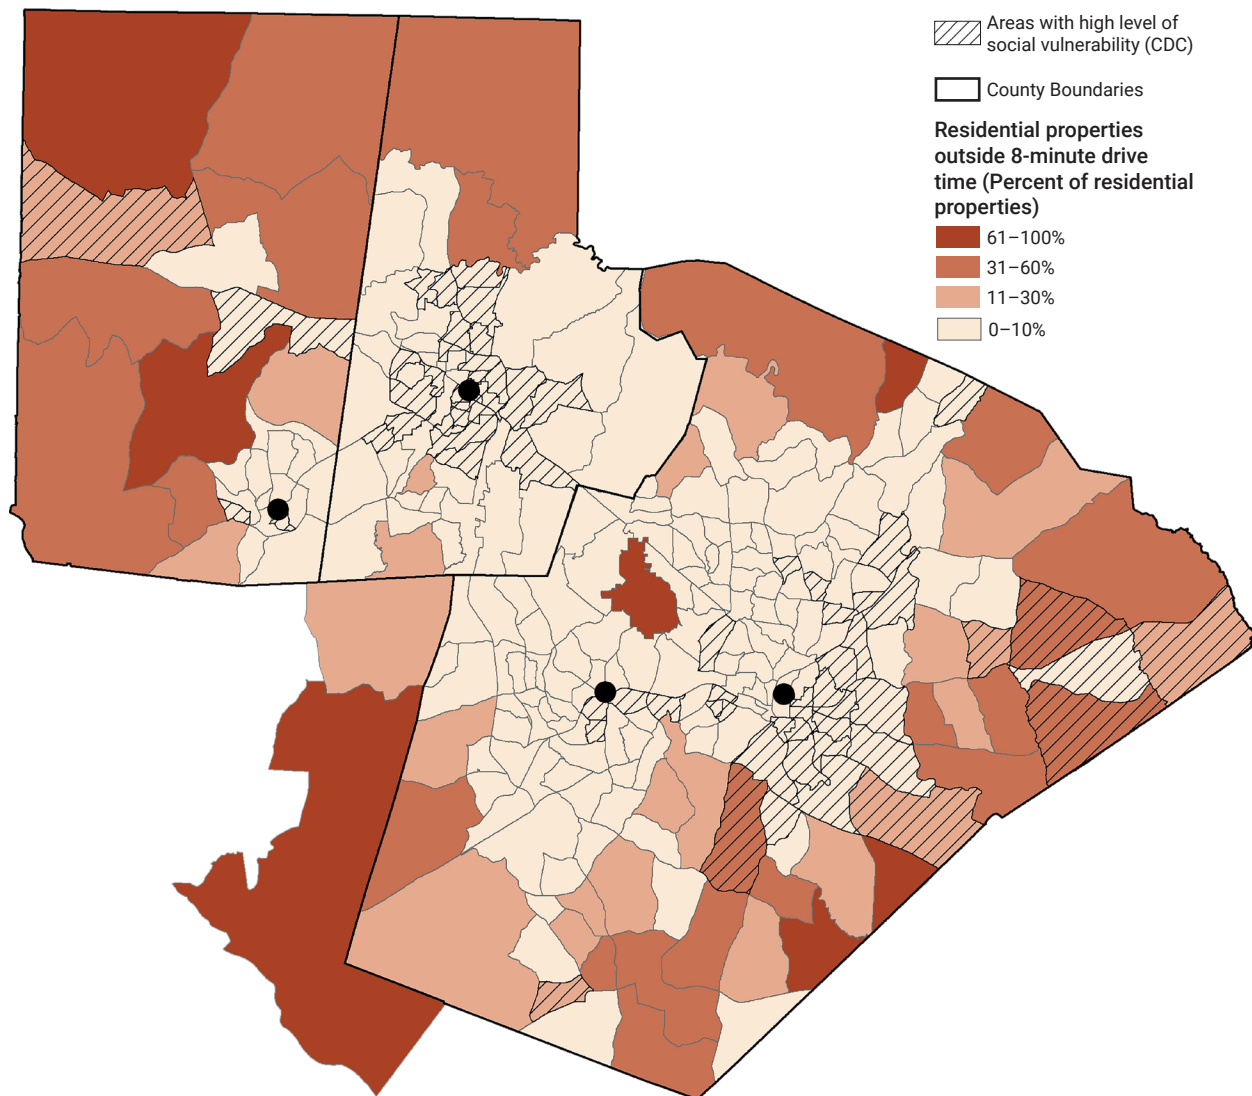 Areas with high level of
social vulnerability (CDC)
County Boundaries
Residential properties
outside 8-minute drive
time (Percent of residential
properties)
61–100%
31–60%
11–30%
0–10%